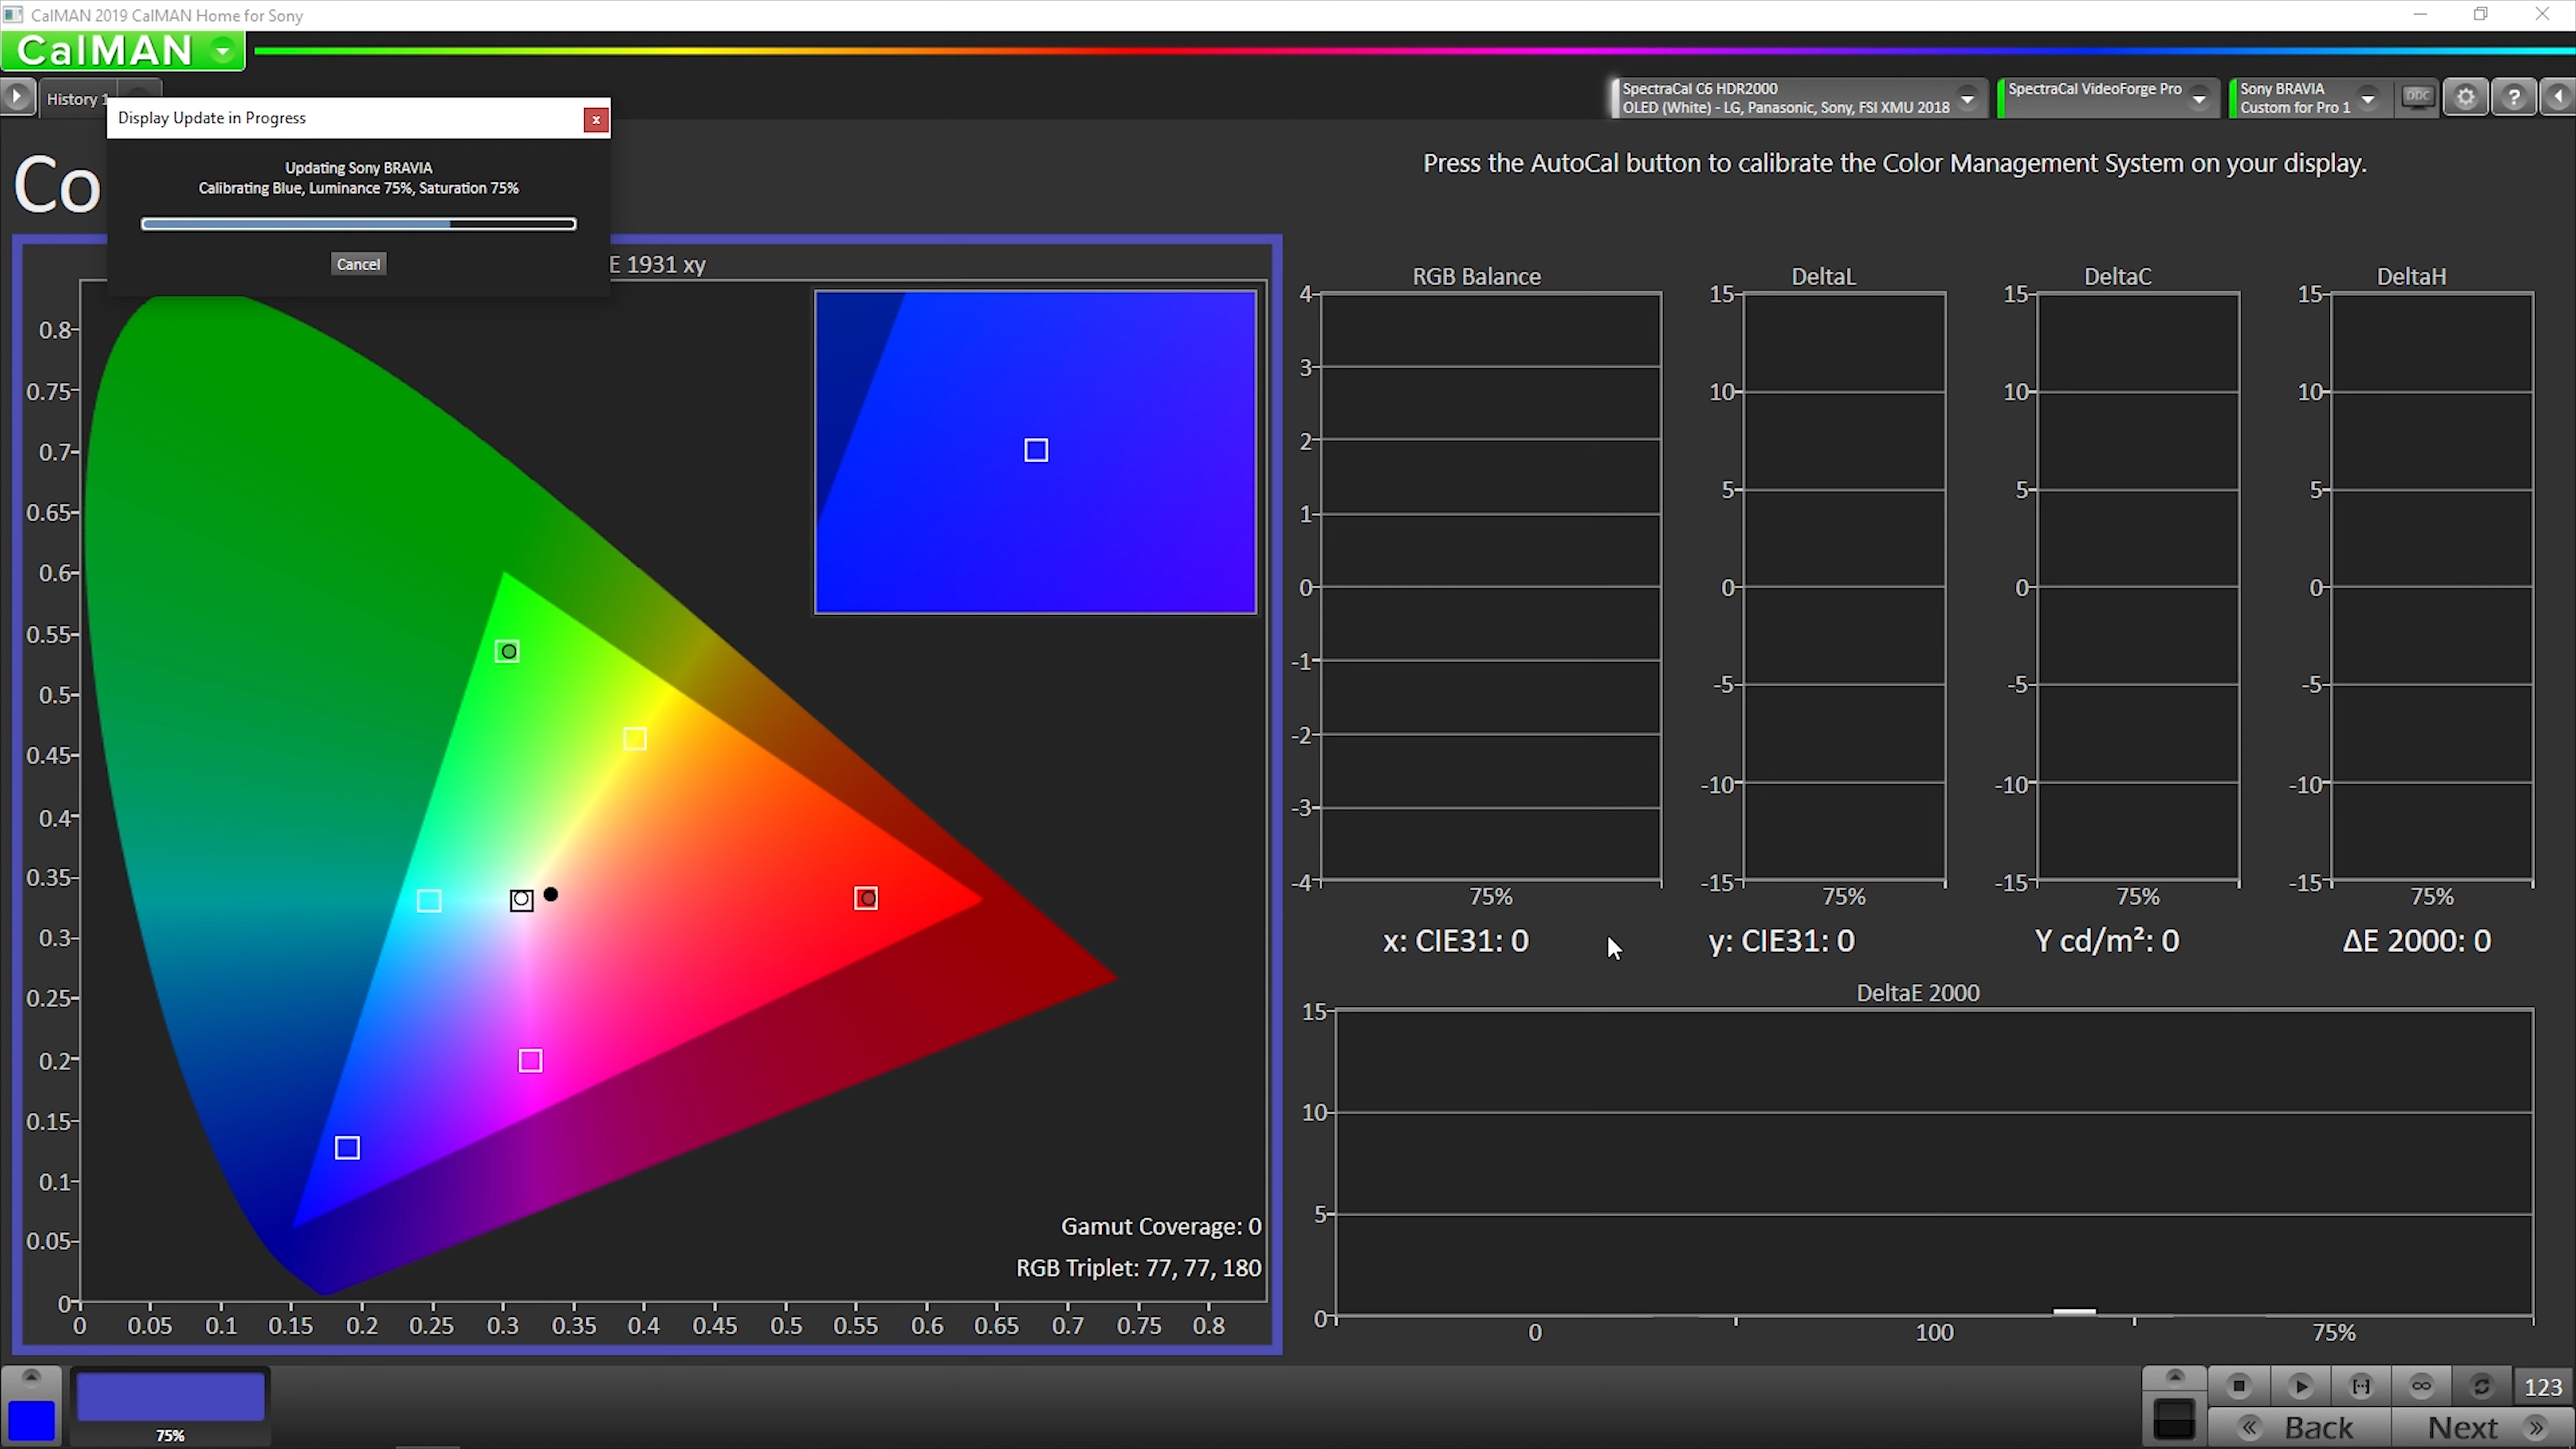 CalMAN 2019 CalMAN Home for Sony
CalMAN
History 1
SpectraCal C6 HDR2000
OLED (White) - LG, Panasonic, Sony, FSI XMU 2018
SpectraCal VideoForge Pro
Sony BRAVIA
Custom for Pro 1
DDC
?
Display Update in Progress
x
Updating Sony BRAVIA
Calibrating Blue, Luminance 75%, Saturation 75%
Cancel
Co
Press the AutoCal button to calibrate the Color Management System on your display.
E 1931 xy
0.8
0.75
0.7
0.65
0.6
0.55
0.5
0.45
0.4
0.35
0.3
0.25
0.2
0.15
0.1
0.05
0
0 0.05 0.1 0.15 0.2 0.25 0.3 0.35 0.4 0.45 0.5 0.55 0.6 0.65 0.7 0.75 0.8
Gamut Coverage: 0
RGB Triplet: 77, 77, 180
RGB Balance
4
3
2
1
0
-1
-2
-3
-4
75%
DeltaL
15
10
5
0
-5
-10
-15
75%
DeltaC
15
10
5
0
-5
-10
-15
75%
DeltaH
15
10
5
0
-5
-10
-15
75%
x: CIE31: 0
y: CIE31: 0
Y cd/m²: 0
ΔE 2000: 0
DeltaE 2000
15
10
5
0
0 100 75%
75%
123
Back
Next